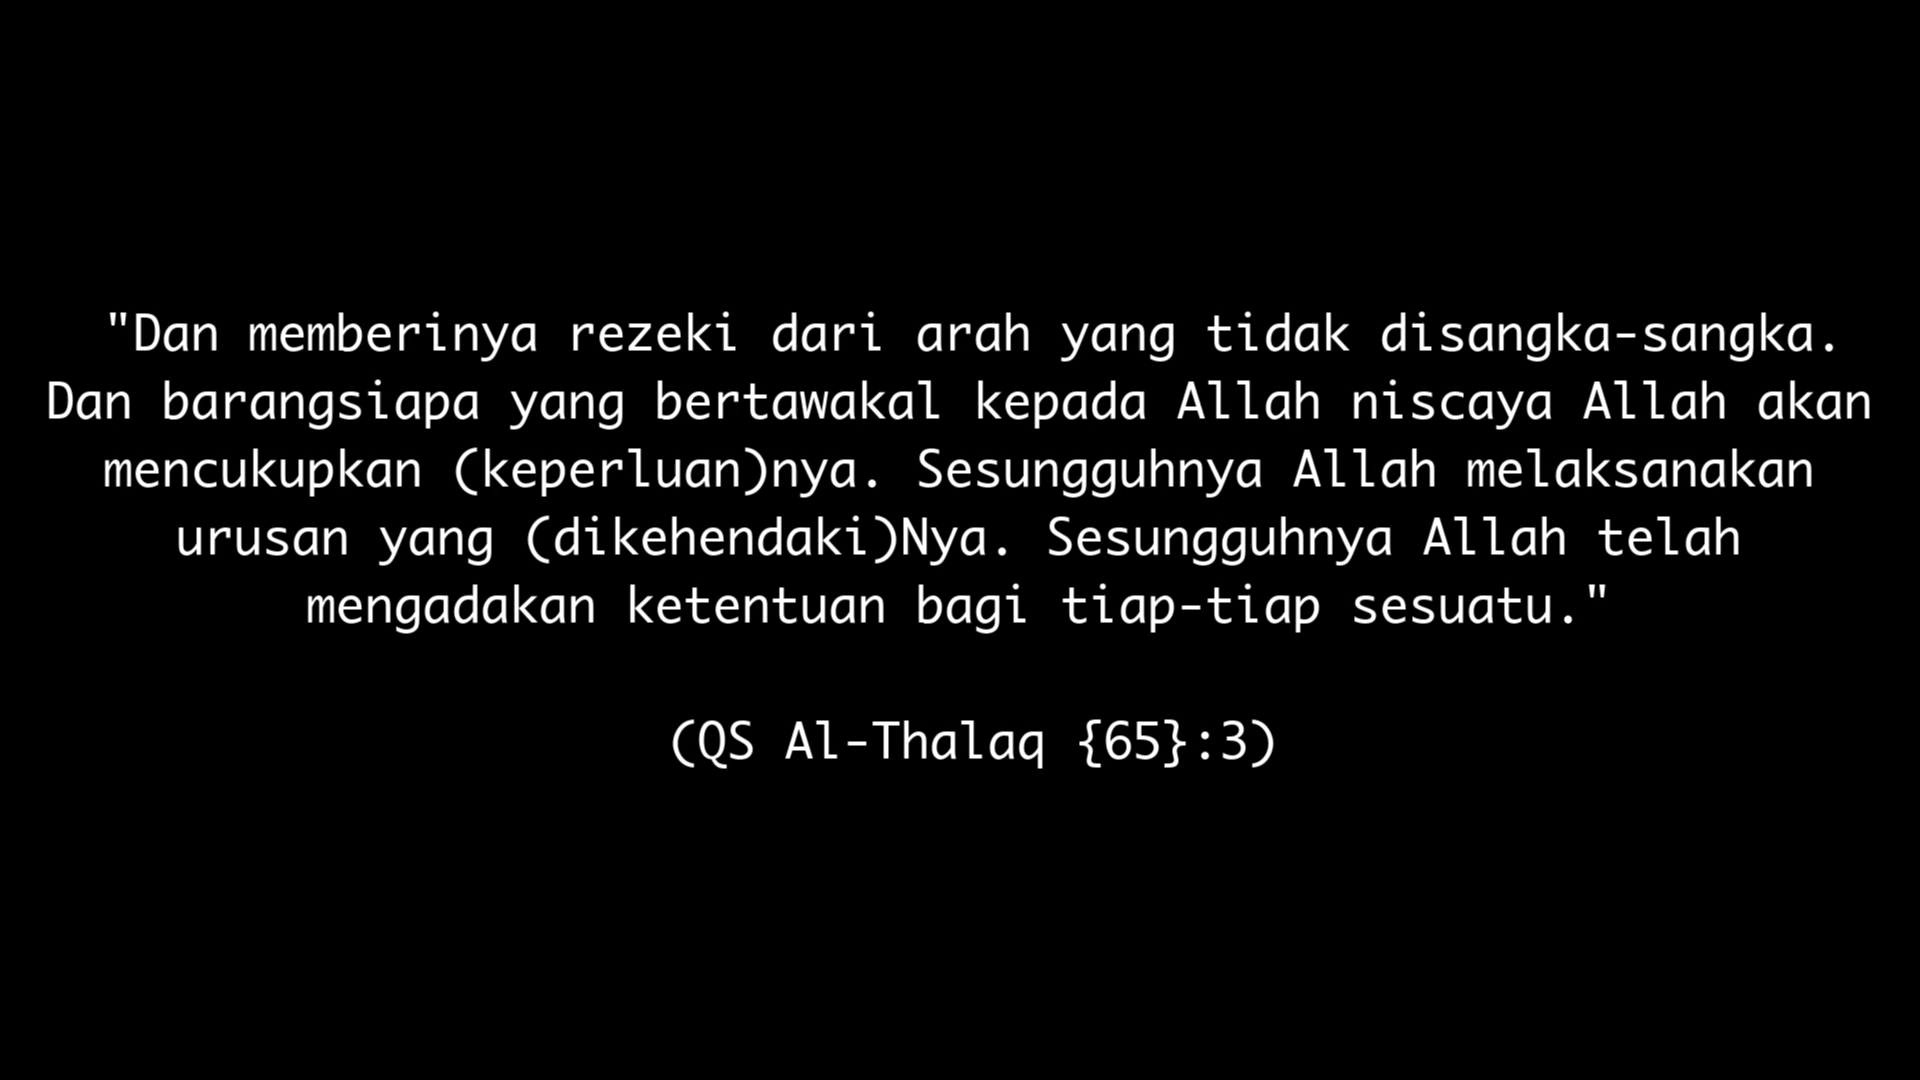 "Dan memberinya rezeki dari arah yang tidak disangka-sangka.
Dan barangsiapa yang bertawakal kepada Allah niscaya Allah akan
mencukupkan (keperluan)nya. Sesungguhnya Allah melaksanakan
urusan yang (dikehendaki)Nya. Sesungguhnya Allah telah
mengadakan ketentuan bagi tiap-tiap sesuatu."
(QS Al-Thalaq {65}:3)